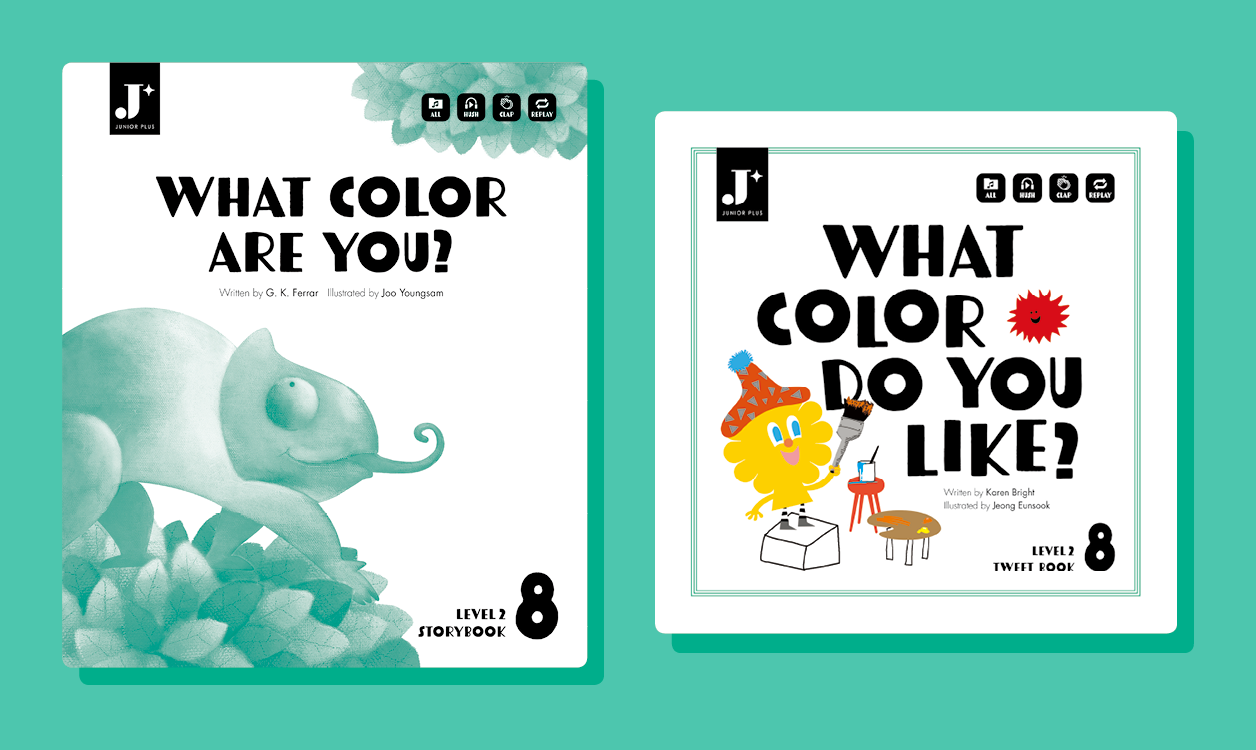 JUNIOR PLUS
ALL HUSH CLAP REPLAY
WHAT COLOR
ARE YOU?
Written by G. K. Ferrar Illustrated by Joo Youngsam
LEVEL 2
STORYBOOK
8
JUNIOR PLUS
ALL HUSH CLAP REPLAY
WHAT
COLOR
DO YOU
LIKE?
Written by Karen Bright
Illustrated by Jeong Eunsook
LEVEL 2
TWEET BOOK
8